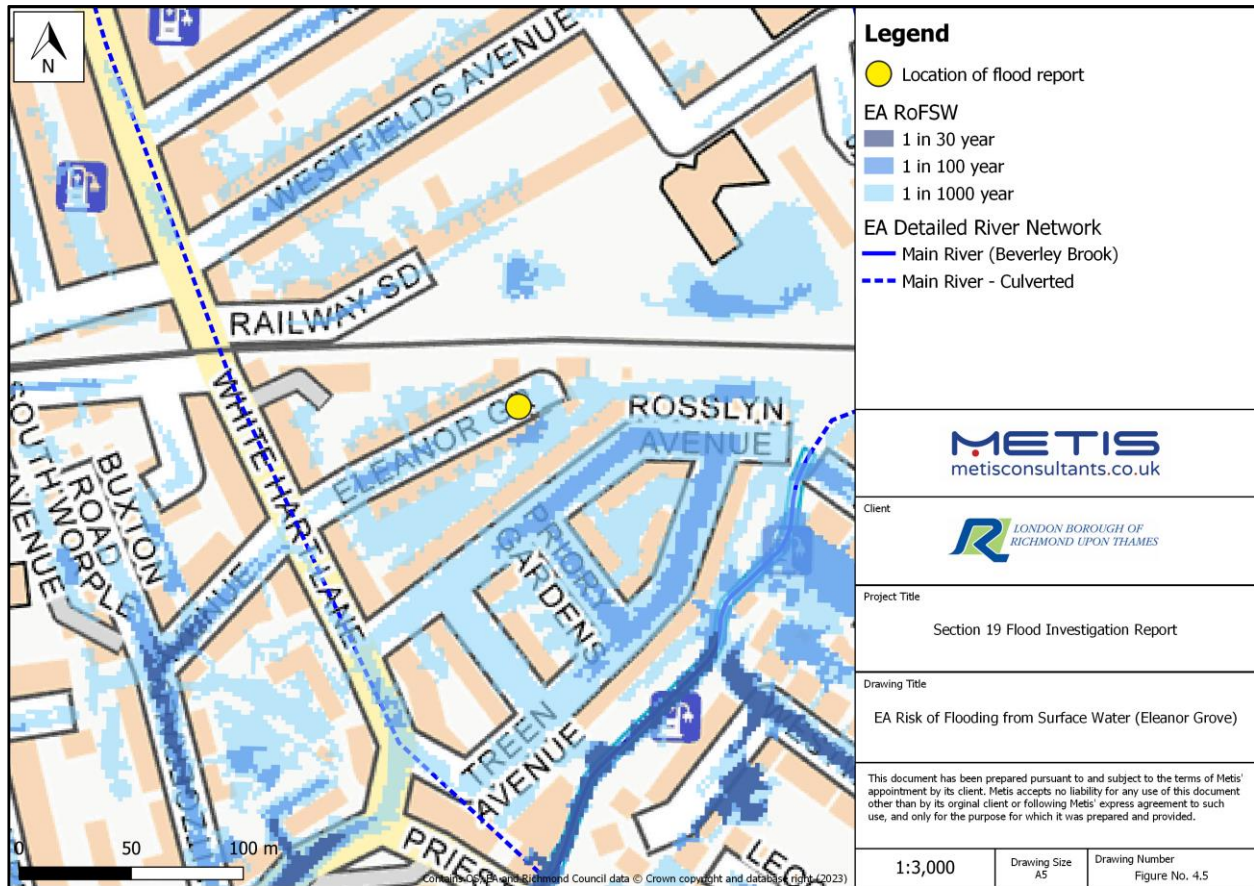 N
WESTFIELDS AVENUE
RAILWAY SD
WHITE HART LANE
ELEANOR GR
ROSSLYN
AVENUE
PRIORY
GARDENS
TREEN
AVENUE
SOUTH WORPLE
AVENUE
BUXTON
ROAD
0 50 100 m
Contains OS, EA and Richmond Council data © Crown copyright and database right (2023)
Legend
Location of flood report
EA RoFSW
1 in 30 year
1 in 100 year
1 in 1000 year
EA Detailed River Network
Main River (Beverley Brook)
Main River - Culverted
METIS
metisconsultants.co.uk
Client
LONDON BOROUGH OF
RICHMOND UPON THAMES
Project Title
Section 19 Flood Investigation Report
Drawing Title
EA Risk of Flooding from Surface Water (Eleanor Grove)
This document has been prepared pursuant to and subject to the terms of Metis'
appointment by its client. Metis accepts no liability for any use of this document
other than by its orginal client or following Metis' express agreement to such
use, and only for the purpose for which it was prepared and provided.
1:3,000
Drawing Size
A5
Drawing Number
Figure No. 4.5